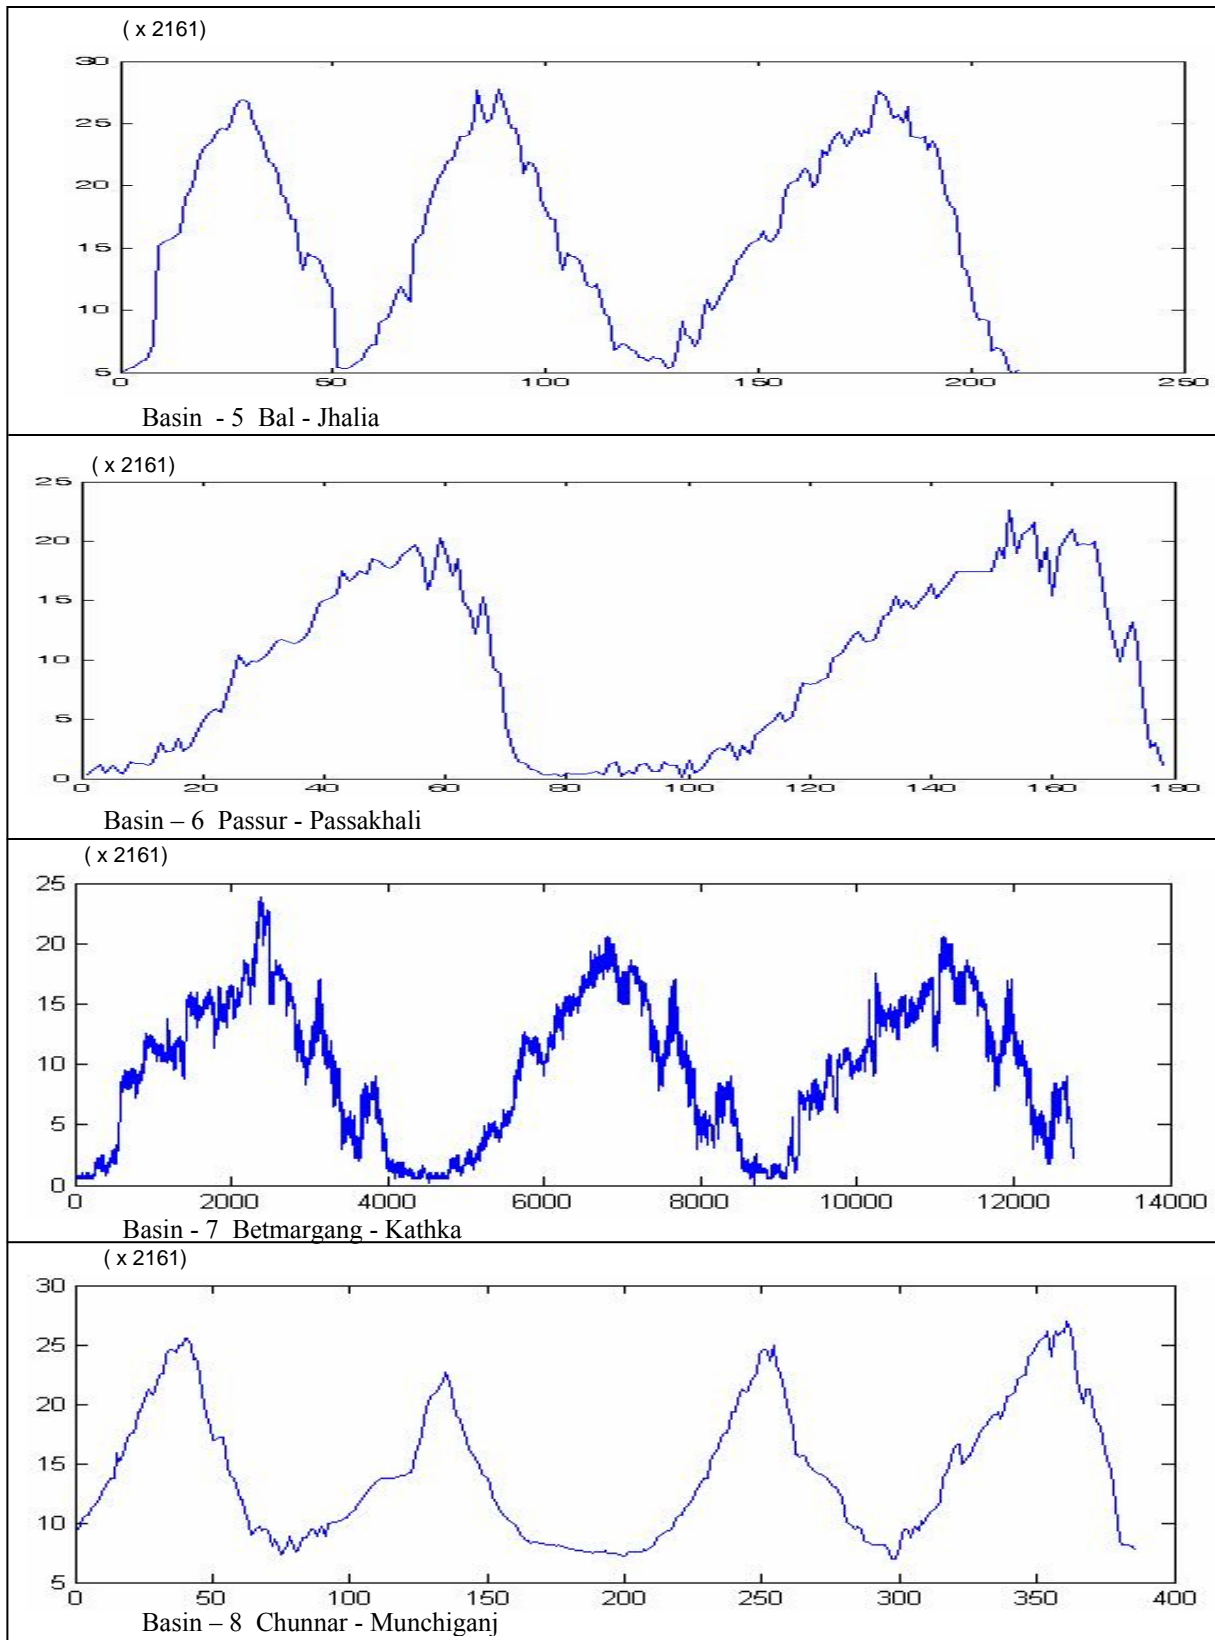 ( x 2161)
30
25
20
15
10
5
0 50 100 150 200 250
Basin - 5 Bal - Jhalia
( x 2161)
25
20
15
10
5
0
0 20 40 60 80 100 120 140 160 180
Basin – 6 Passur - Passakhali
( x 2161)
25
20
15
10
5
0
0 2000 4000 6000 8000 10000 12000 14000
Basin - 7 Betmargang - Kathka
( x 2161)
30
25
20
15
10
5
0 50 100 150 200 250 300 350 400
Basin – 8 Chunnar - Munchiganj